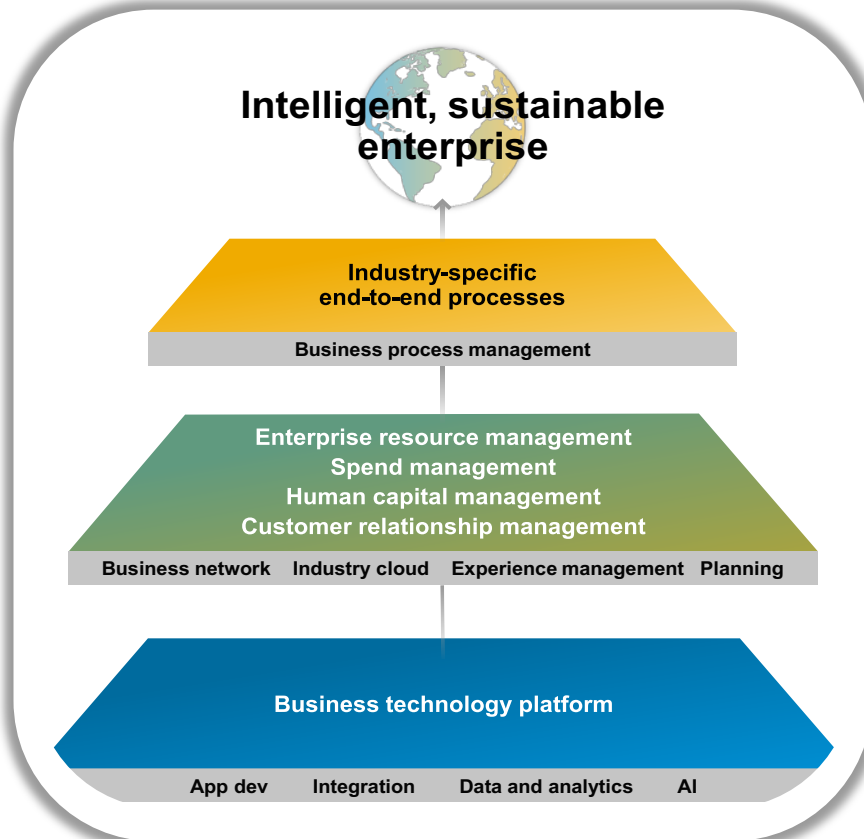 Intelligent, sustainable
enterprise
Industry-specific
end-to-end processes
Business process management
Enterprise resource management
Spend management
Human capital management
Customer relationship management
Business network Industry cloud Experience management Planning
Business technology platform
App dev Integration Data and analytics AI